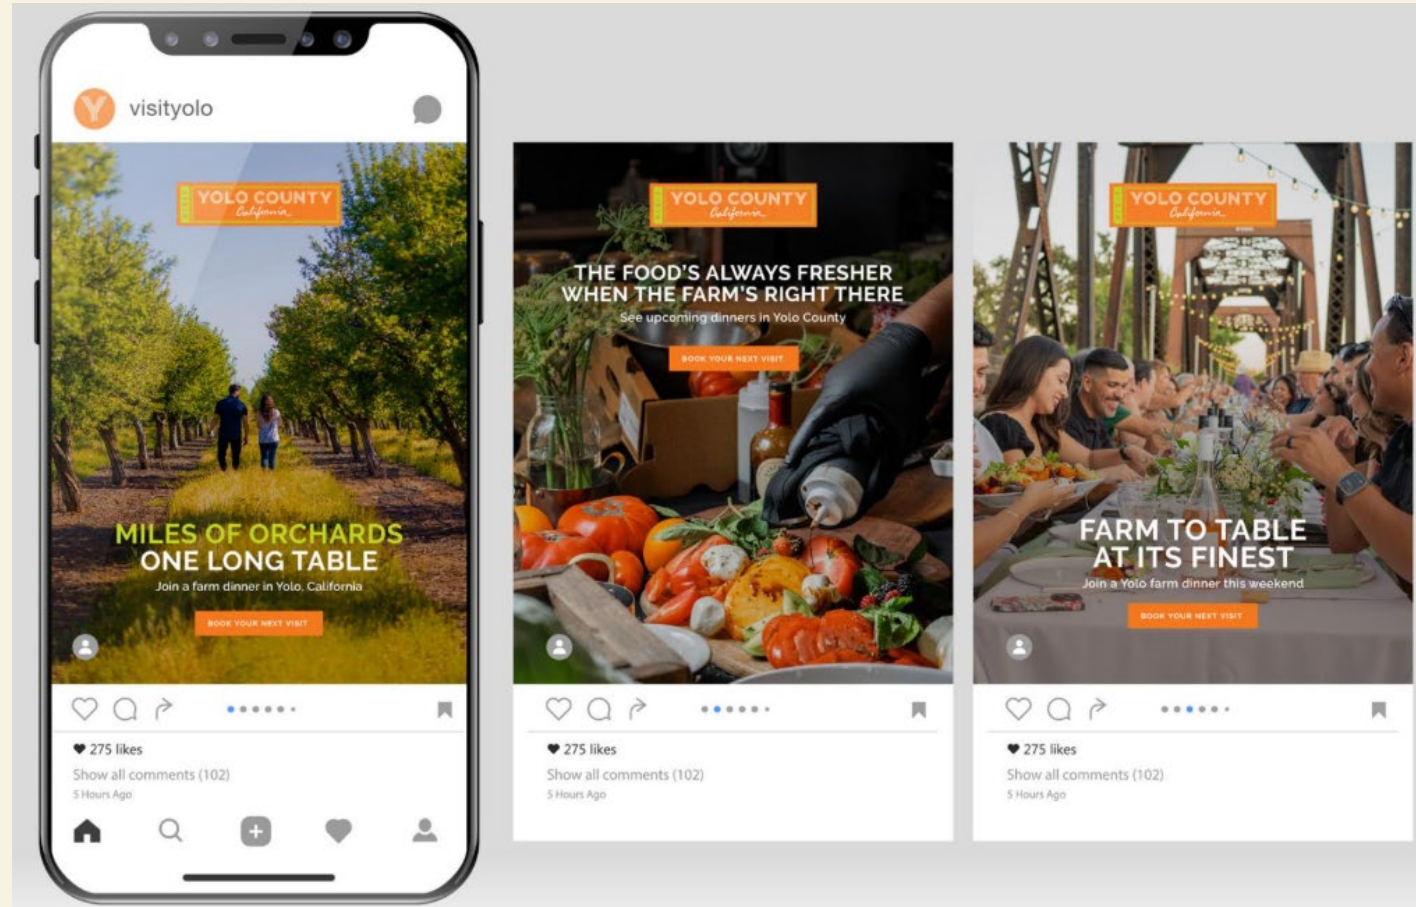 visityolo
VISIT
YOLO COUNTY
California
MILES OF ORCHARDS
ONE LONG TABLE
Join a farm dinner in Yolo, California
BOOK YOUR NEXT VISIT
275 likes
Show all comments (102)
5 Hours Ago
VISIT
YOLO COUNTY
California
THE FOOD'S ALWAYS FRESHER
WHEN THE FARM'S RIGHT THERE
See upcoming dinners in Yolo County
BOOK YOUR NEXT VISIT
275 likes
Show all comments (102)
5 Hours Ago
VISIT
YOLO COUNTY
California
FARM TO TABLE
AT ITS FINEST
Join a Yolo farm dinner this weekend
BOOK YOUR NEXT VISIT
275 likes
Show all comments (102)
5 Hours Ago